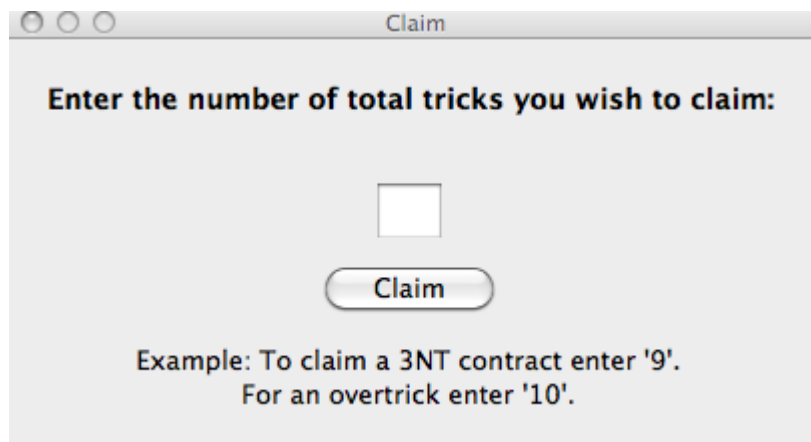 Claim
Enter the number of total tricks you wish to claim:
Claim
Example: To claim a 3NT contract enter '9'.
For an overtrick enter '10'.